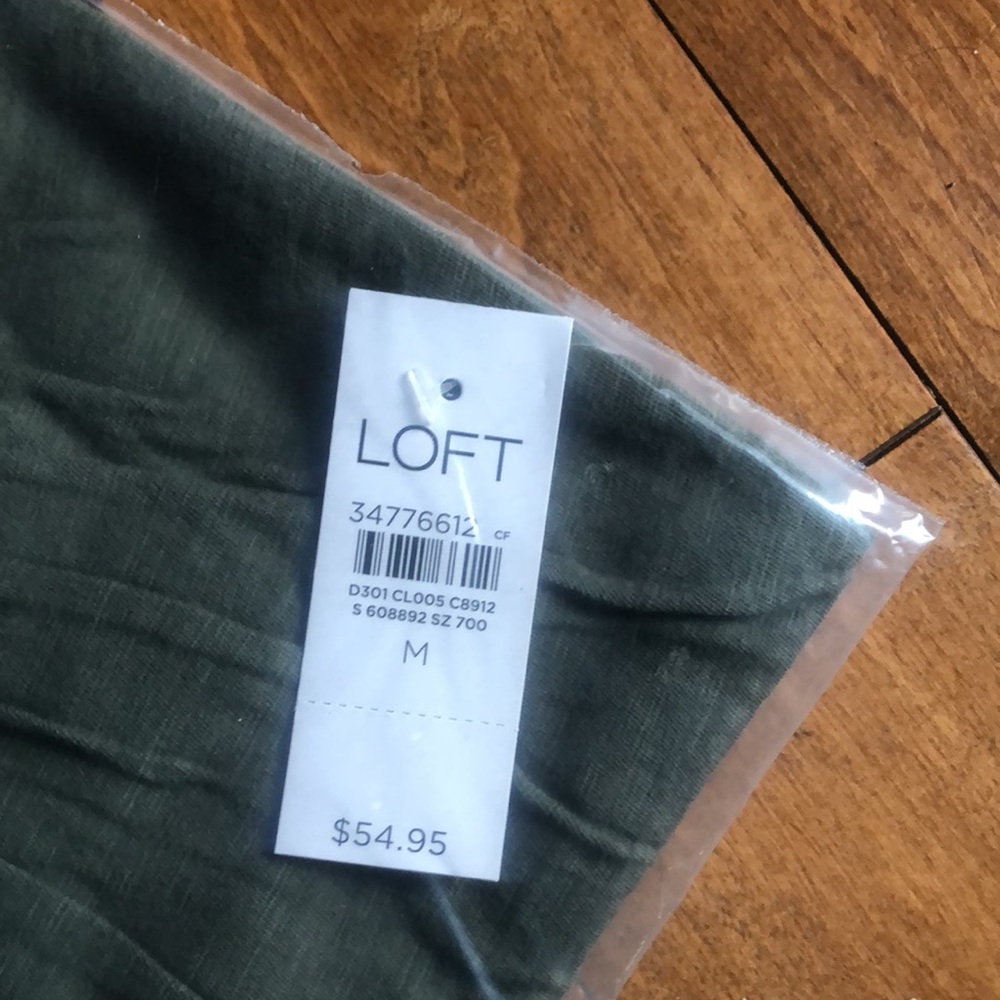 LOFT
34776612 CF
D301 CL005 C8912
S 608892 SZ 700
M
$54.95